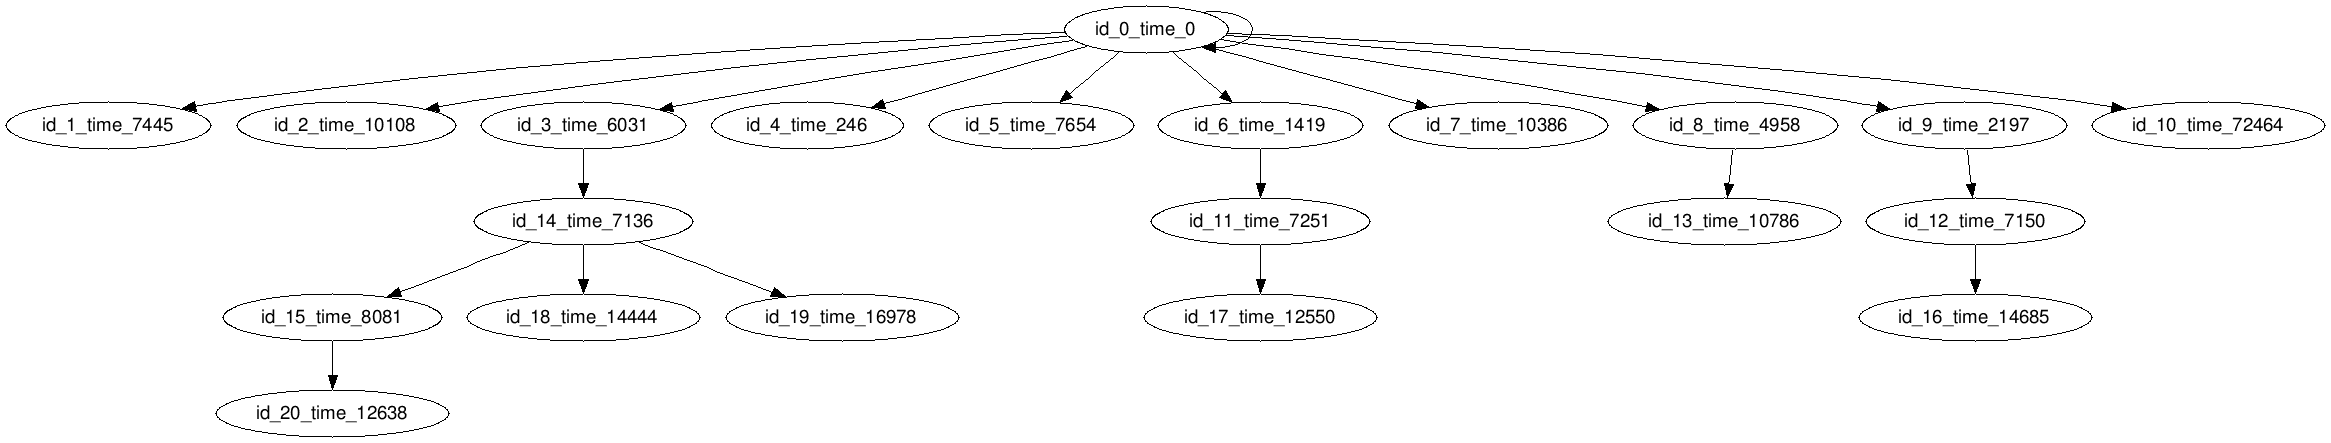 id_0_time_0
id_1_time_7445
id_2_time_10108
id_3_time_6031
id_4_time_246
id_5_time_7654
id_6_time_1419
id_7_time_10386
id_8_time_4958
id_9_time_2197
id_10_time_72464
id_14_time_7136
id_11_time_7251
id_13_time_10786
id_12_time_7150
id_15_time_8081
id_18_time_14444
id_19_time_16978
id_17_time_12550
id_16_time_14685
id_20_time_12638